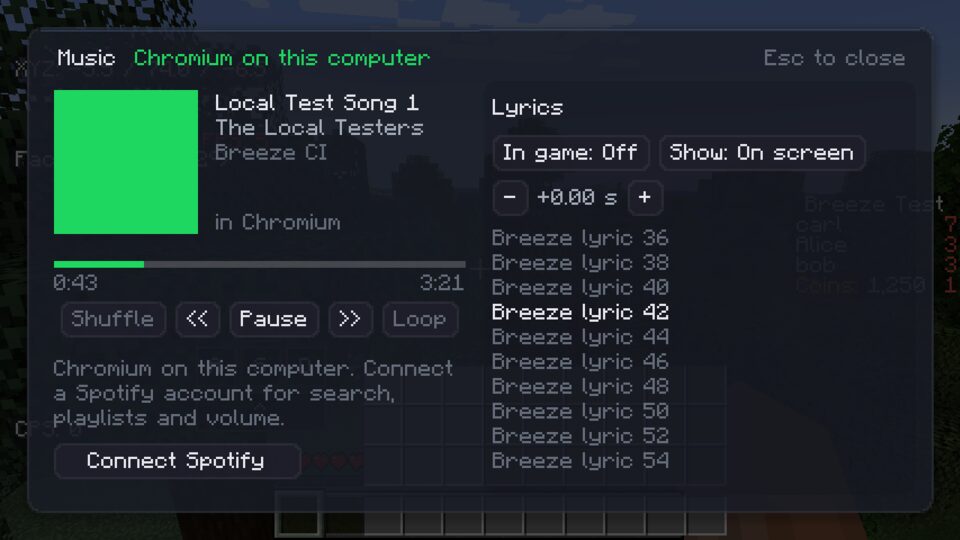 Music Chromium on this computer
Esc to close
Local Test Song 1
The Local Testers
Breeze CI
in Chromium
0:43
3:21
Shuffle
<<
Pause
>>
Loop
Chromium on this computer. Connect
a Spotify account for search,
playlists and volume.
Connect Spotify
Lyrics
In game: Off
Show: On screen
-
+0.00 s
+
Breeze lyric 36
Breeze lyric 38
Breeze lyric 40
Breeze lyric 42
Breeze lyric 44
Breeze lyric 46
Breeze lyric 48
Breeze lyric 50
Breeze lyric 52
Breeze lyric 54
Breeze Test
carl 7
Alice 3
bob 3
Coins: 1,250 1